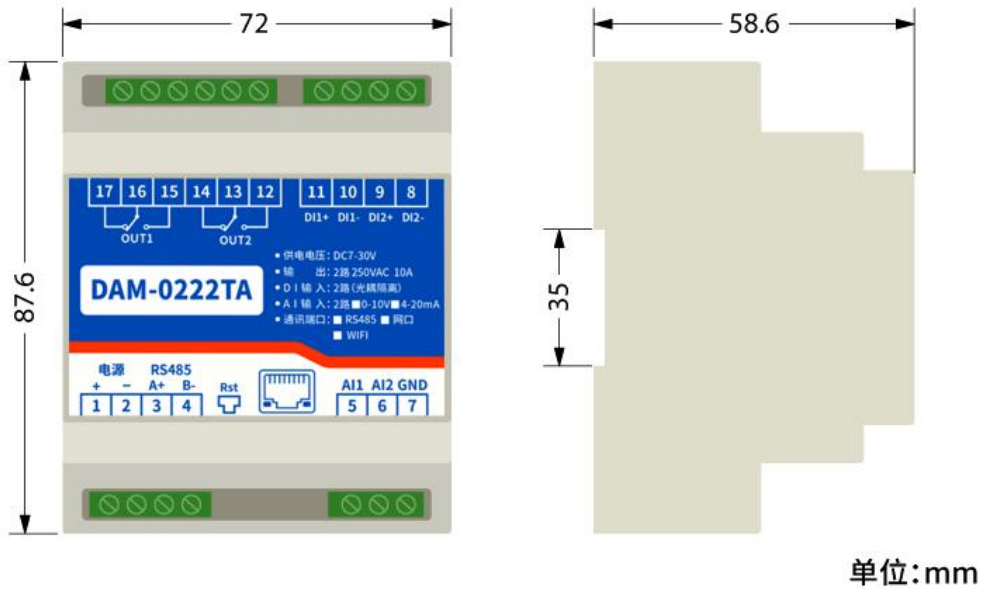 72
58.6
17 16 15 14 13 12 11 10 9 8
DI1+ DI1- DI2+ DI2-
OUT1 OUT2
87.6
35
DAM-0222TA
• 供电电压: DC7-30V
• 输 出: 2路 250VAC 10A
• D I 输 入: 2路(光耦隔离)
• A I 输 入: 2路■0-10V■4-20mA
• 通讯端口: ■ RS485 ■ 网口
■ WIFI
电源 RS485
+ - A+ B- Rst AI1 AI2 GND
1 2 3 4 5 6 7
单位:mm